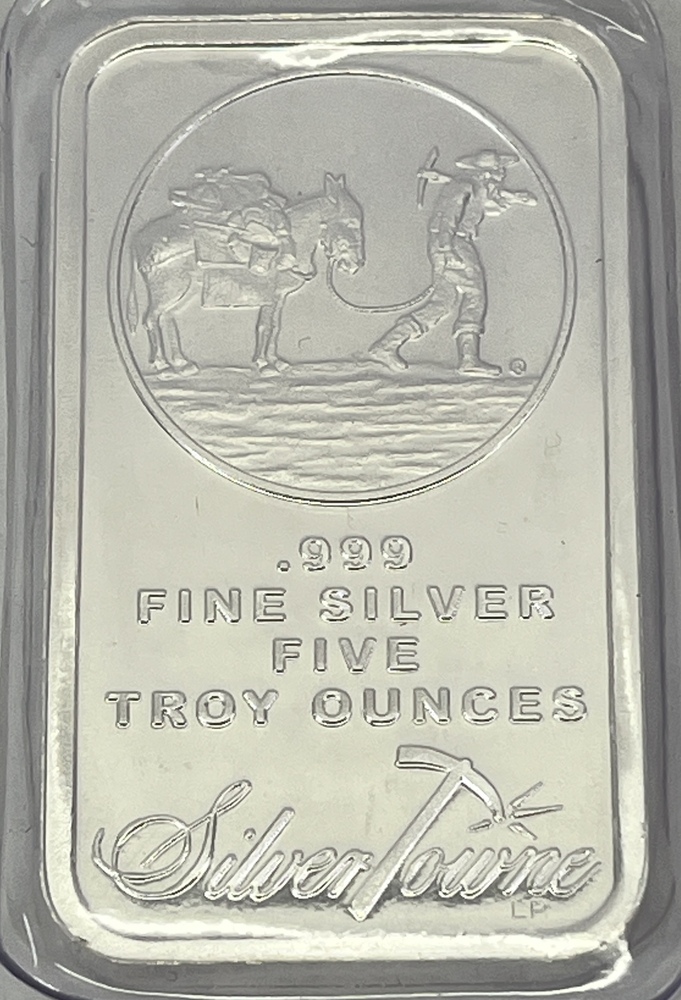 ®
.999
FINE SILVER
FIVE
TROY OUNCES
SilverTowne
LP